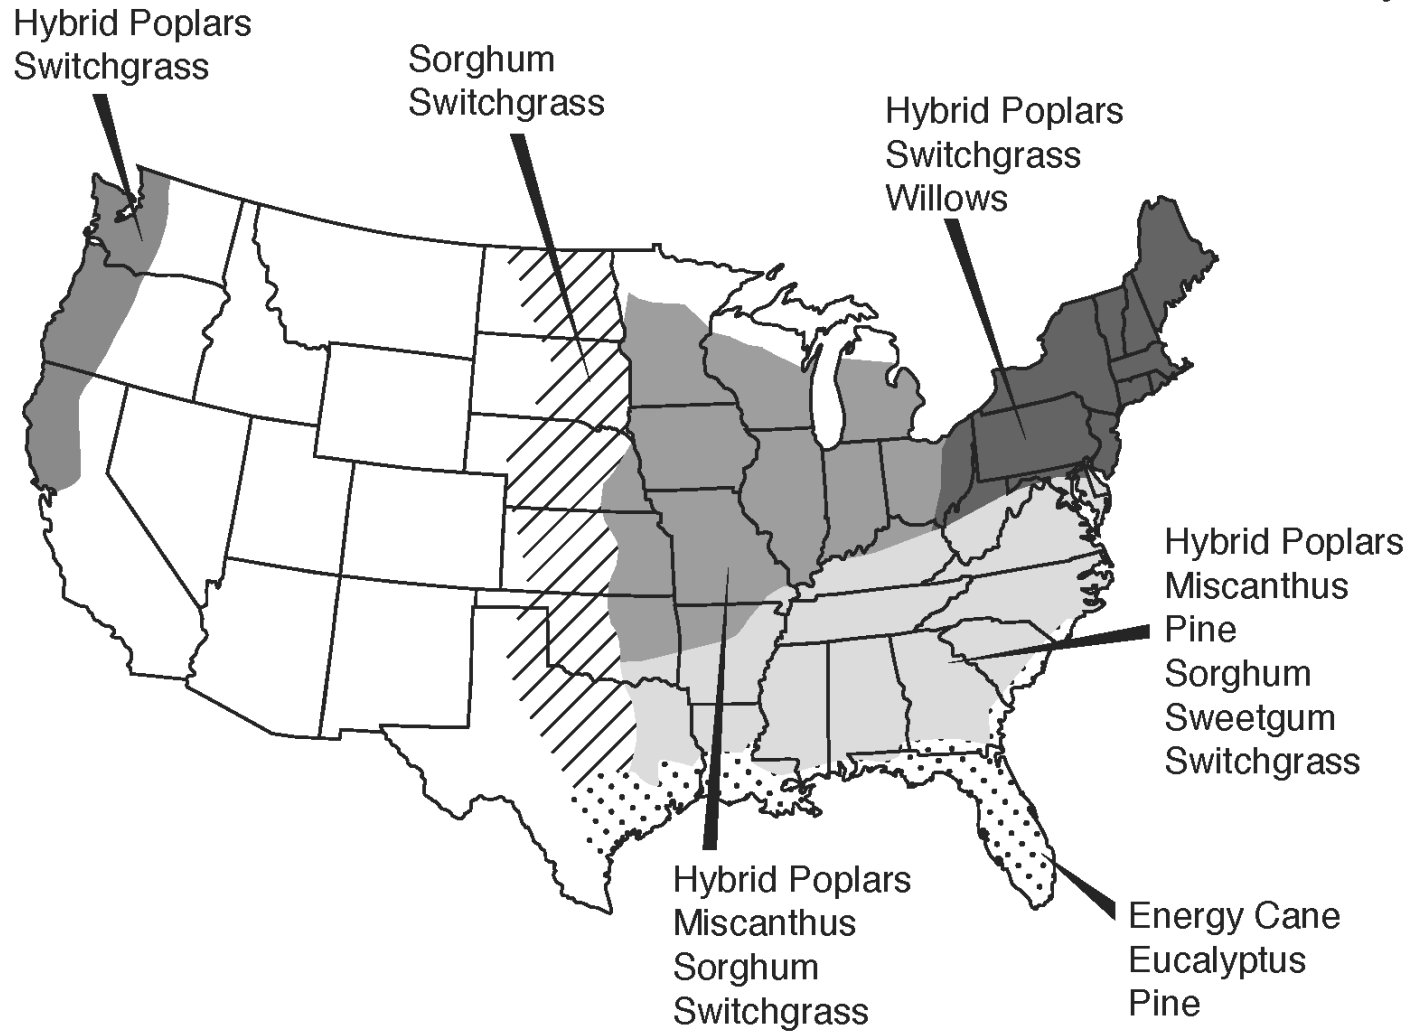 Hybrid Poplars
Switchgrass
Sorghum
Switchgrass
Hybrid Poplars
Switchgrass
Willows
Hybrid Poplars
Miscanthus
Pine
Sorghum
Sweetgum
Switchgrass
Hybrid Poplars
Miscanthus
Sorghum
Switchgrass
Energy Cane
Eucalyptus
Pine